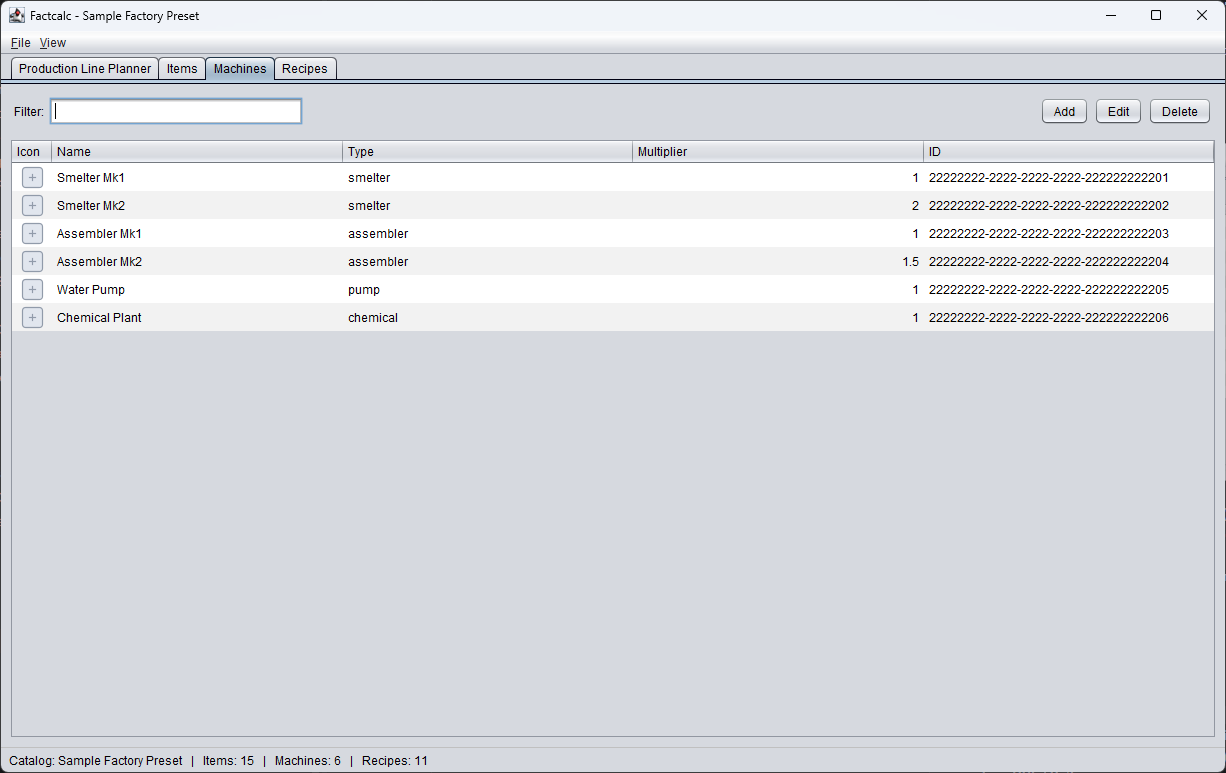 Factcalc - Sample Factory Preset
File View
Production Line Planner Items Machines Recipes
Filter: Add Edit Delete
Icon Name Type Multiplier ID
+ Smelter Mk1 smelter 1 22222222-2222-2222-2222-222222222201
+ Smelter Mk2 smelter 2 22222222-2222-2222-2222-222222222202
+ Assembler Mk1 assembler 1 22222222-2222-2222-2222-222222222203
+ Assembler Mk2 assembler 1.5 22222222-2222-2222-2222-222222222204
+ Water Pump pump 1 22222222-2222-2222-2222-222222222205
+ Chemical Plant chemical 1 22222222-2222-2222-2222-222222222206
Catalog: Sample Factory Preset | Items: 15 | Machines: 6 | Recipes: 11